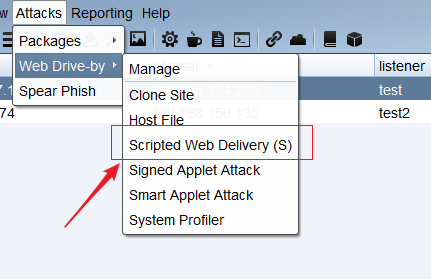 w Attacks Reporting Help
Packages
Web Drive-by
Spear Phish
Manage
Clone Site
Host File
Scripted Web Delivery (S)
Signed Applet Attack
Smart Applet Attack
System Profiler
listener
test
74 test2